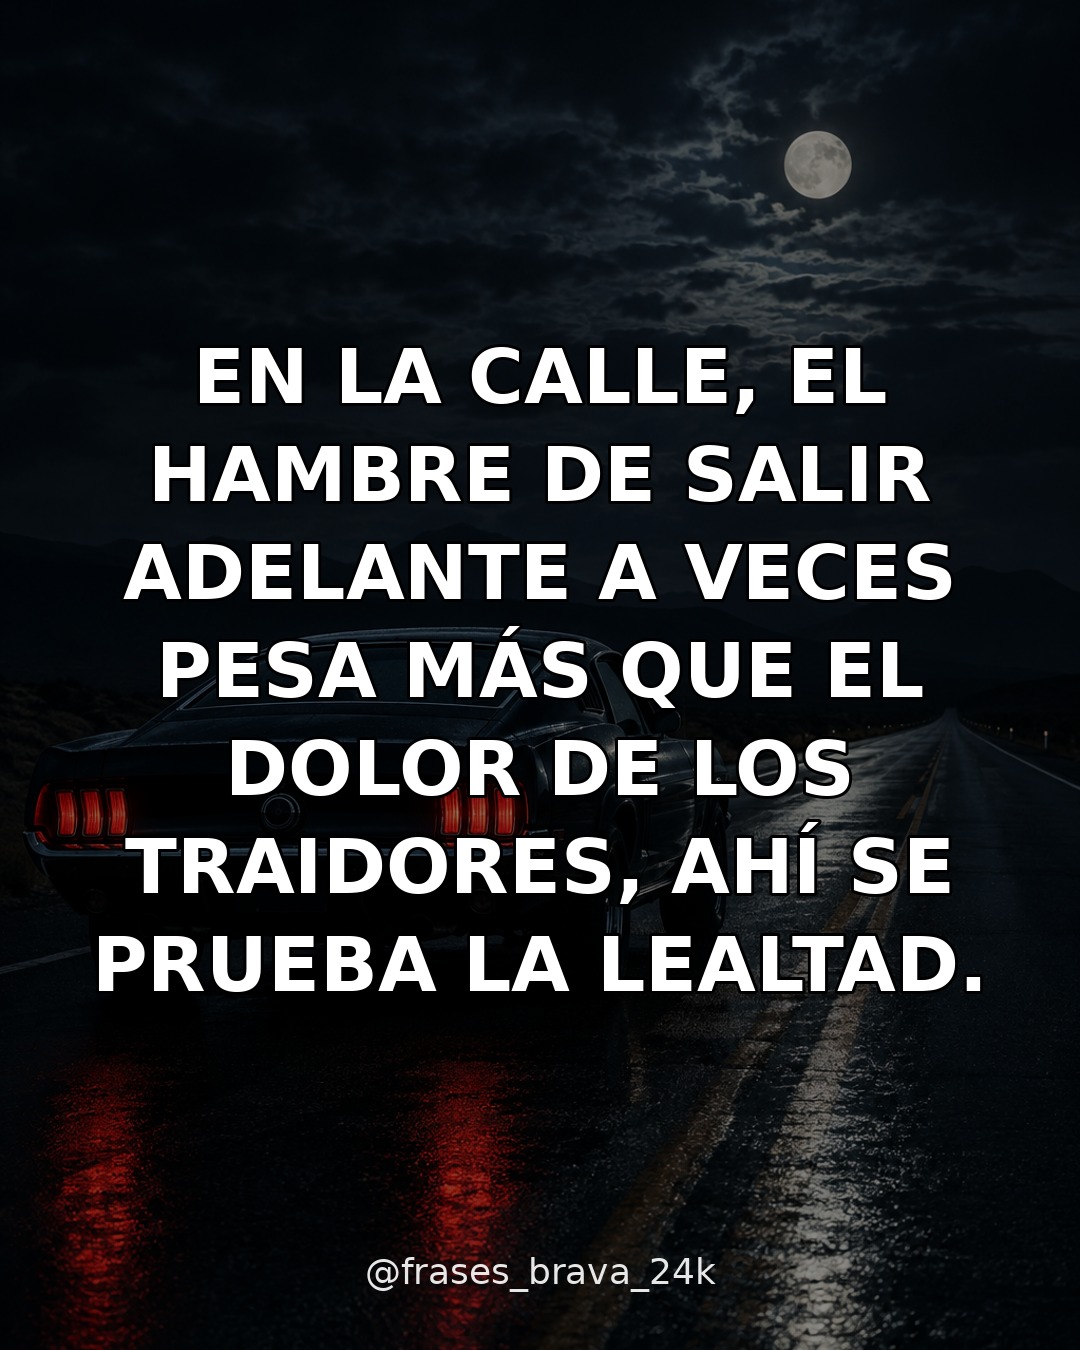 EN LA CALLE, EL
HAMBRE DE SALIR
ADELANTE A VECES
PESA MÁS QUE EL
DOLOR DE LOS
TRAIDORES, AHÍ SE
PRUEBA LA LEALTAD.
@frases_brava_24k